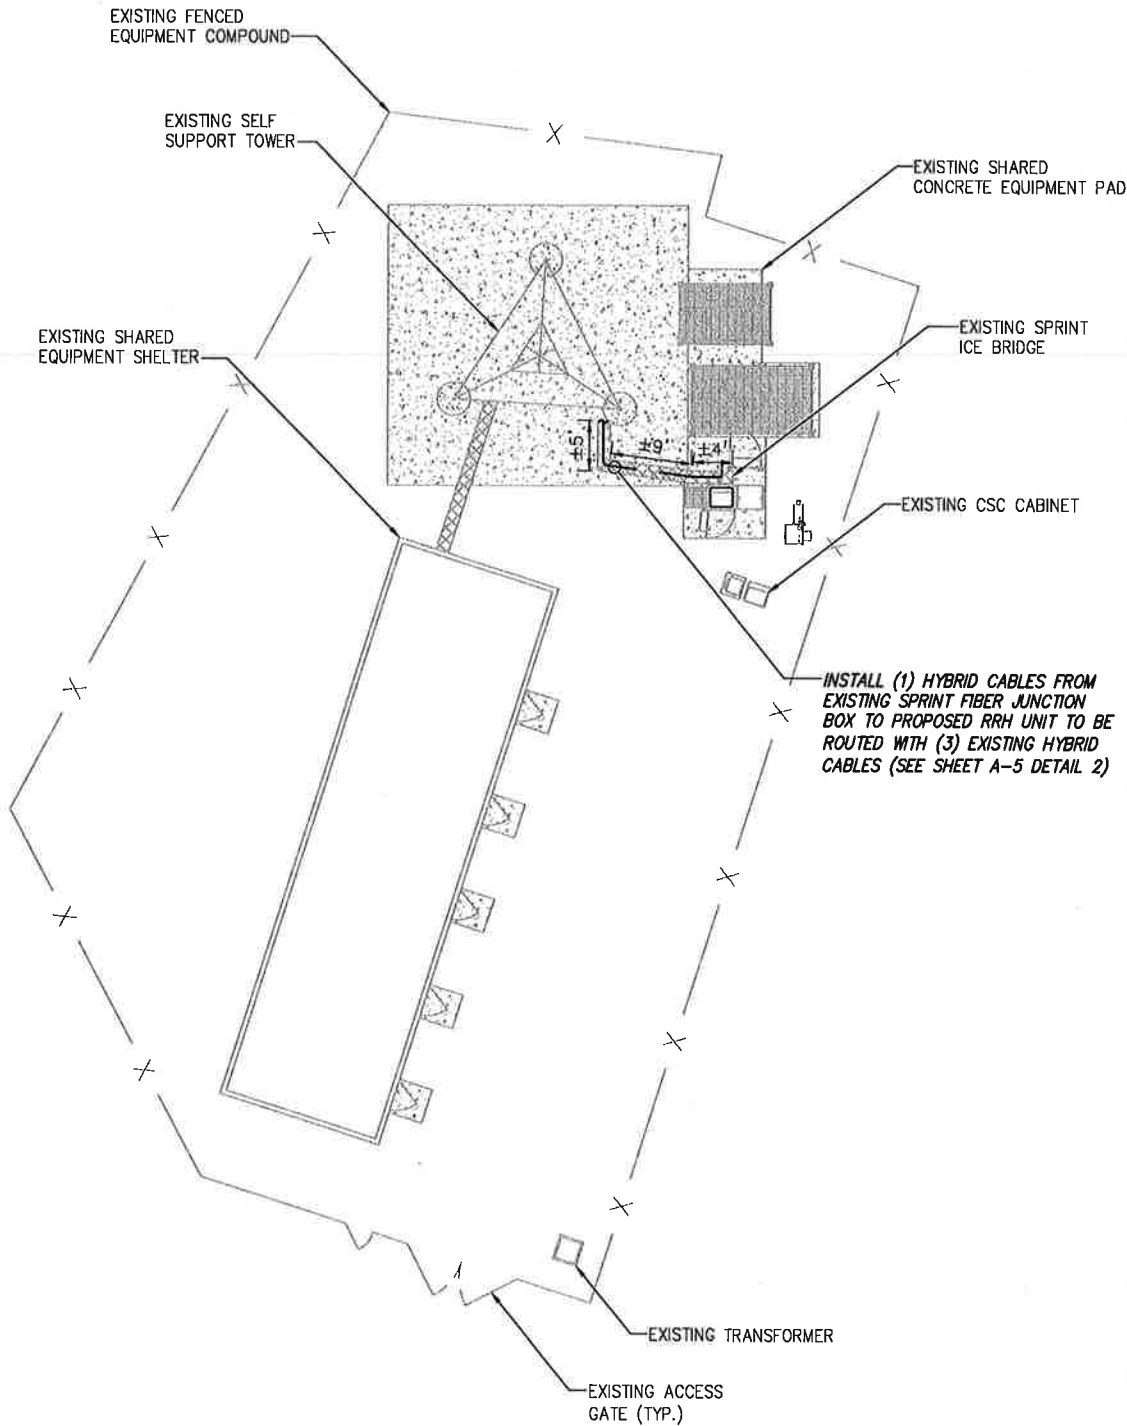 EXISTING FENCED
EQUIPMENT COMPOUND
EXISTING SELF
SUPPORT TOWER
EXISTING SHARED
CONCRETE EQUIPMENT PAD
EXISTING SHARED
EQUIPMENT SHELTER
EXISTING SPRINT
ICE BRIDGE
±5'
±9'
±4'
EXISTING CSC CABINET
INSTALL (1) HYBRID CABLES FROM
EXISTING SPRINT FIBER JUNCTION
BOX TO PROPOSED RRH UNIT TO BE
ROUTED WITH (3) EXISTING HYBRID
CABLES (SEE SHEET A-5 DETAIL 2)
EXISTING TRANSFORMER
EXISTING ACCESS
GATE (TYP.)